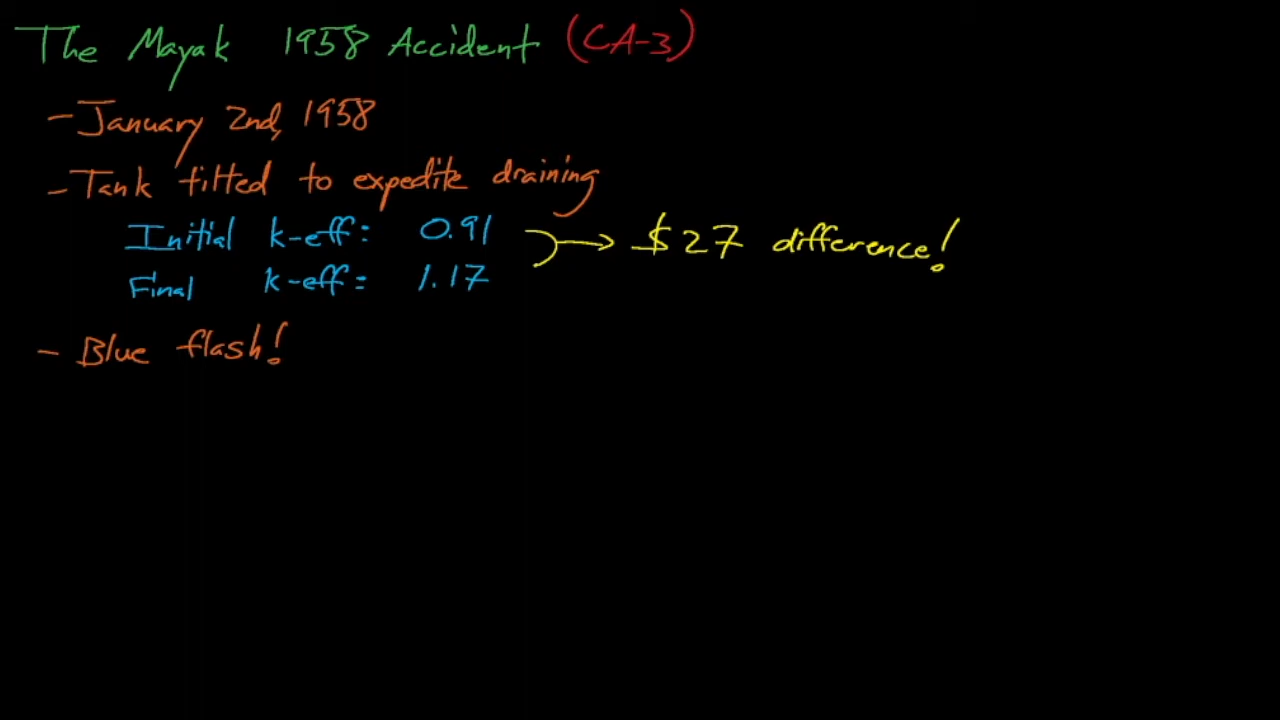 The Mayak 1958 Accident (CA-3)
- January 2nd, 1958
- Tank tilted to expedite draining
Initial k-eff: 0.91 → $27 difference!
Final k-eff: 1.17
- Blue flash!